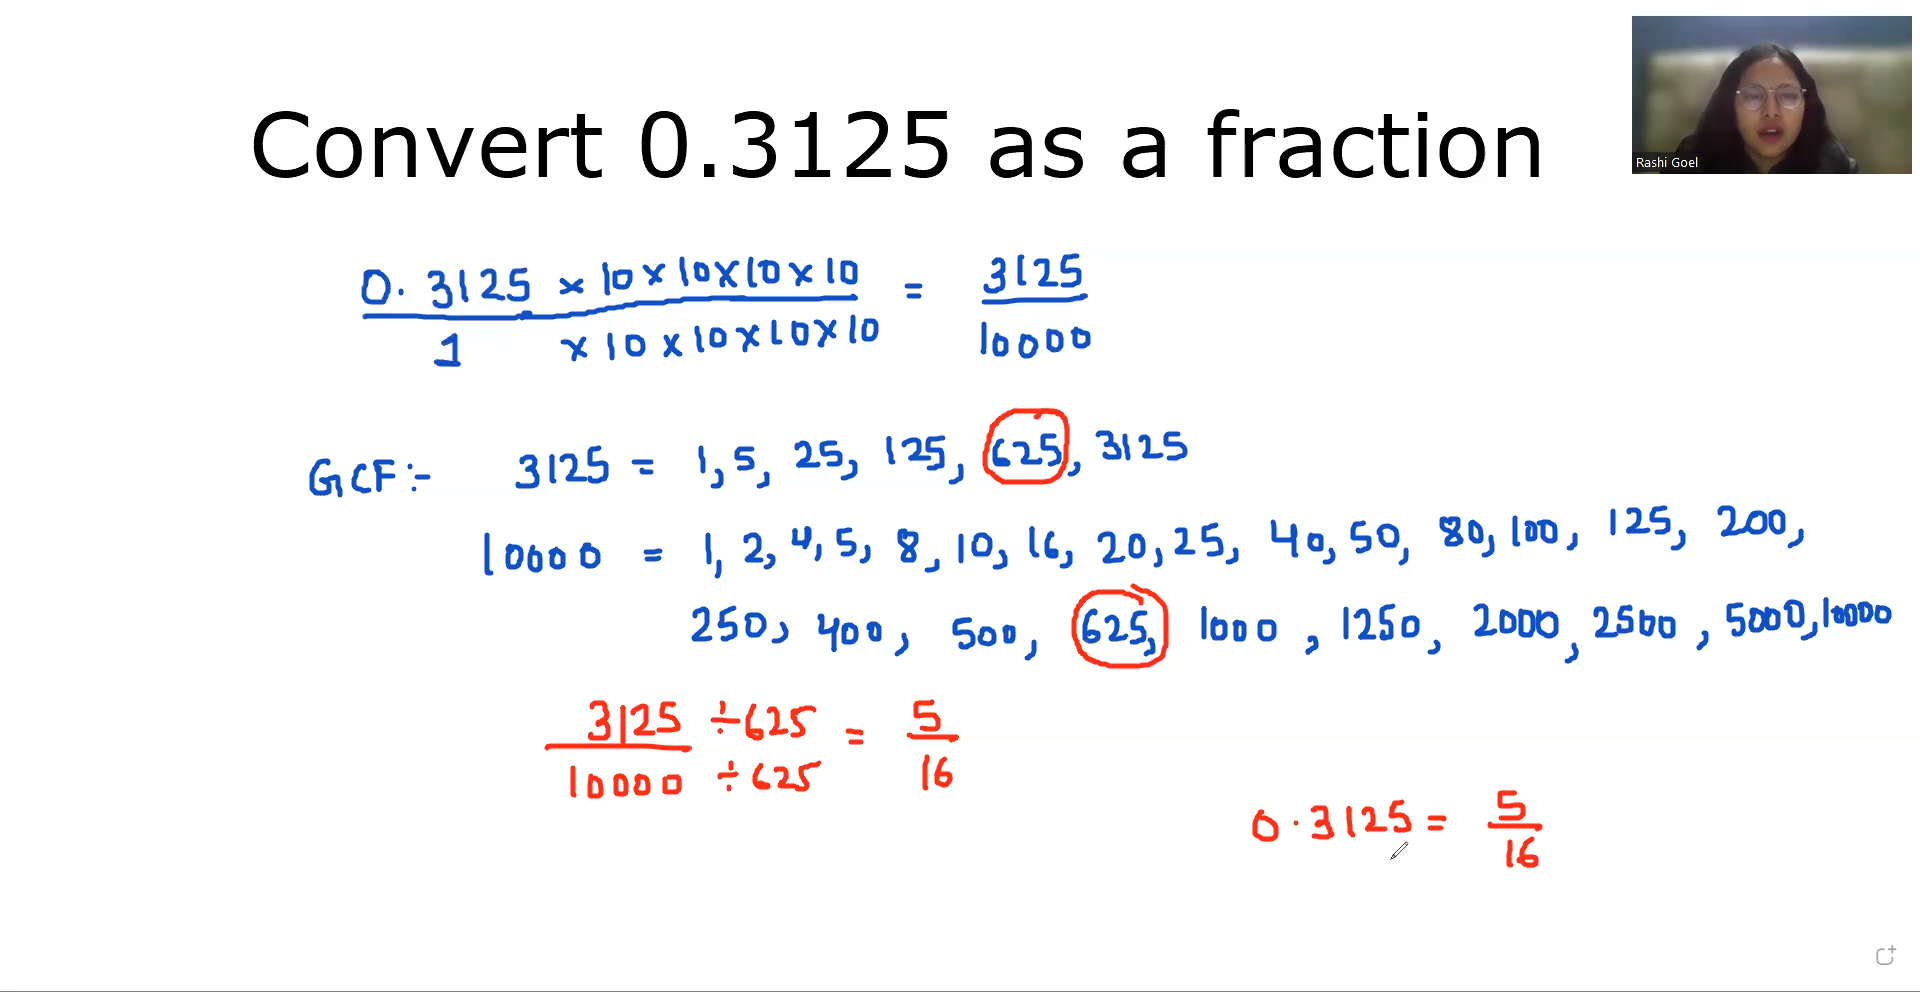 Convert 0.3125 as a fraction
Rashi Goel
0.3125 × 10 × 10 × 10 × 10 = 3125
1 × 10 × 10 × 10 × 10 10000
GCF:- 3125 = 1, 5, 25, 125, 625, 3125
10000 = 1, 2, 4, 5, 8, 10, 16, 20, 25, 40, 50, 80, 100, 125, 200,
250, 400, 500, 625, 1000, 1250, 2000, 2500, 5000, 10000
3125 ÷ 625 = 5
10000 ÷ 625 16
0.3125 = 5
16